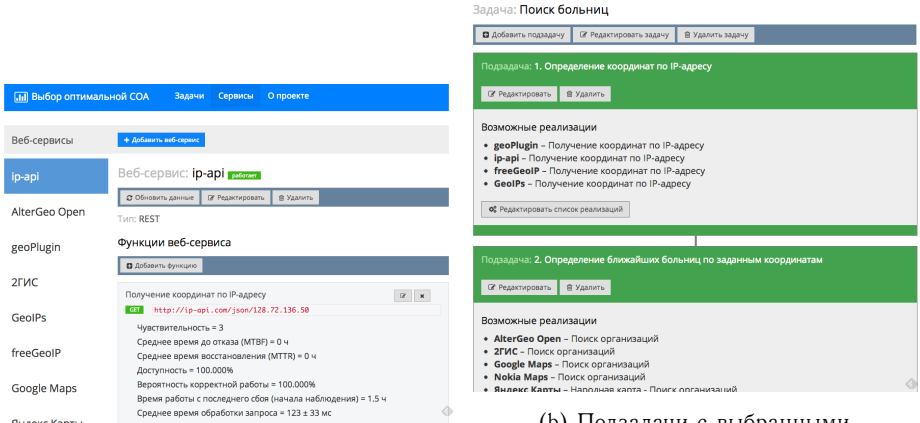 Выбор оптимальной СОА Задачи Сервисы О проекте
Веб-сервисы
Добавить веб-сервис
ip-api
AlterGeo Open
geoPlugin
2ГИС
GeoIPs
freeGeoIP
Google Maps
Яндекс Карты
Веб-сервис: ip-api работает
Обновить данные Редактировать Удалить
Тип: REST
Функции веб-сервиса
Добавить функцию
Получение координат по IP-адресу
GET http://ip-api.com/json/128.72.136.50
Чувствительность = 3
Среднее время до отказа (MTBF) = 0 ч
Среднее время восстановления (MTTR) = 0 ч
Доступность = 100.000%
Вероятность корректной работы = 100.000%
Время работы с последнего сбоя (начала наблюдения) = 1.5 ч
Среднее время обработки запроса = 123 ± 33 мс
Задача: Поиск больниц
Добавить подзадачу Редактировать задачу Удалить задачу
Подзадача: 1. Определение координат по IP-адресу
Редактировать Удалить
Возможные реализации
• geoPlugin – Получение координат по IP-адресу
• ip-api – Получение координат по IP-адресу
• freeGeoIP – Получение координат по IP-адресу
• GeoIPs – Получение координат по IP-адресу
Редактировать список реализаций
Подзадача: 2. Определение ближайших больниц по заданным координатам
Редактировать Удалить
Возможные реализации
• AlterGeo Open – Поиск организаций
• 2ГИС – Поиск организаций
• Google Maps – Поиск организаций
• Nokia Maps – Поиск организаций
• Яндекс Карты – Народная карта - Поиск организаций
(b) Подзадачи с выбранными